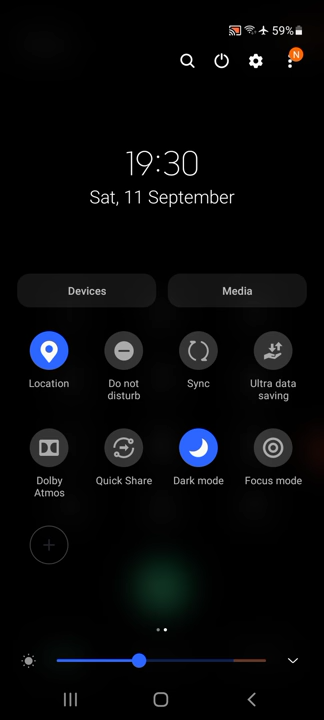 59%
N
19:30
Sat, 11 September
Devices
Media
Location
Do not
disturb
Sync
Ultra data
saving
Dolby
Atmos
Quick Share
Dark mode
Focus mode